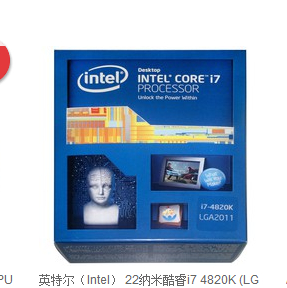 intel
Desktop
INTEL® CORE™ i7
PROCESSOR
Unlock the Power Within
i7-4820K
LGA2011
PU
英特尔（Intel） 22纳米酷睿i7 4820K (LG